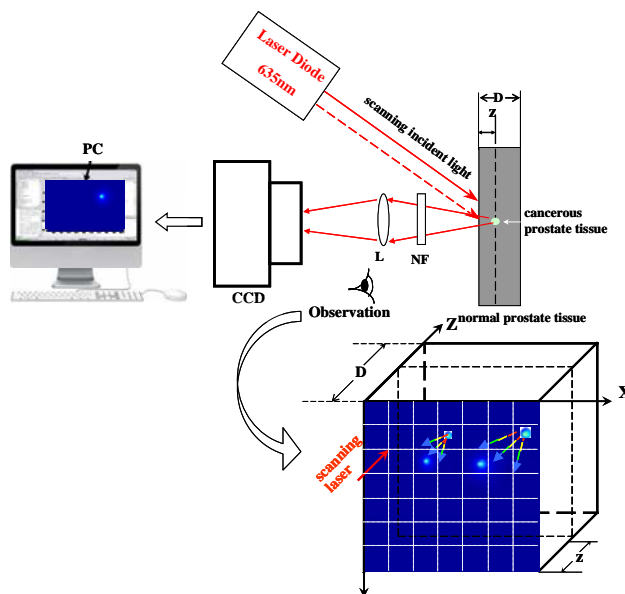 Laser Diode
635nm
scanning incident light
D
z
PC
cancerous
prostate tissue
L
NF
CCD
Observation
normal prostate tissue
Z
D
X
scanning
laser
z